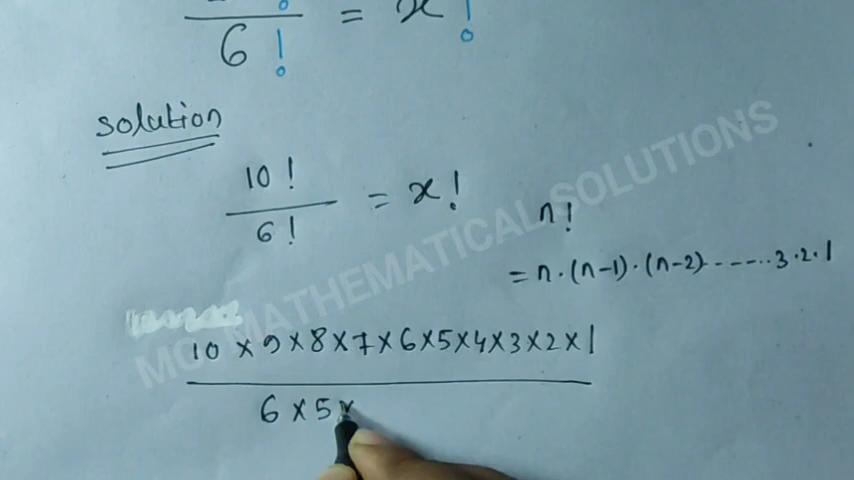 6! = x!
solution
10!
6! = x!
n!
= n·(n-1)·(n-2)------.3·2·1
10 × 9 × 8 × 7 × 6 × 5 × 4 × 3 × 2 × 1
6 × 5 ×
MATHEMATICAL SOLUTIONS